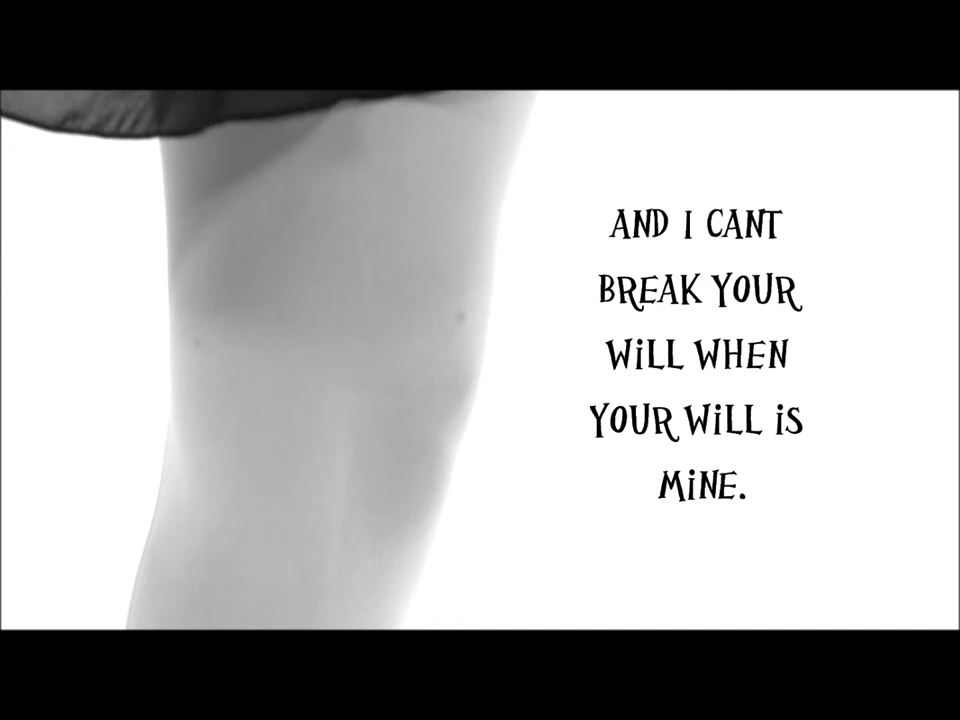 AND I CANT
BREAK YOUR
WiLL WHEN
YOUR WiLL iS
MiNE.